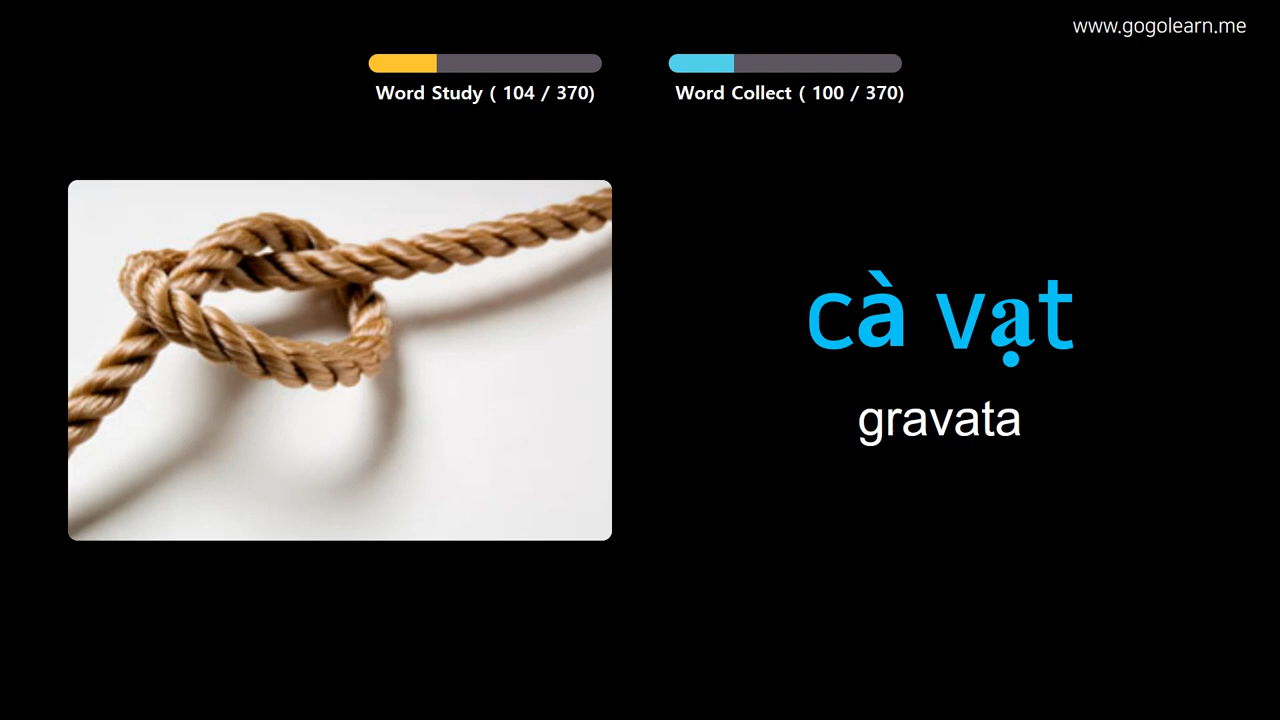 www.gogolearn.me
Word Study ( 104 / 370)
Word Collect ( 100 / 370)
cà vạt
gravata